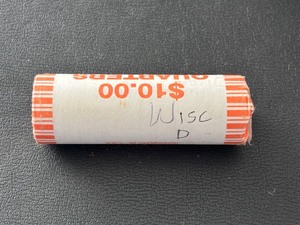 $10.00
QUARTERS
WISC
D